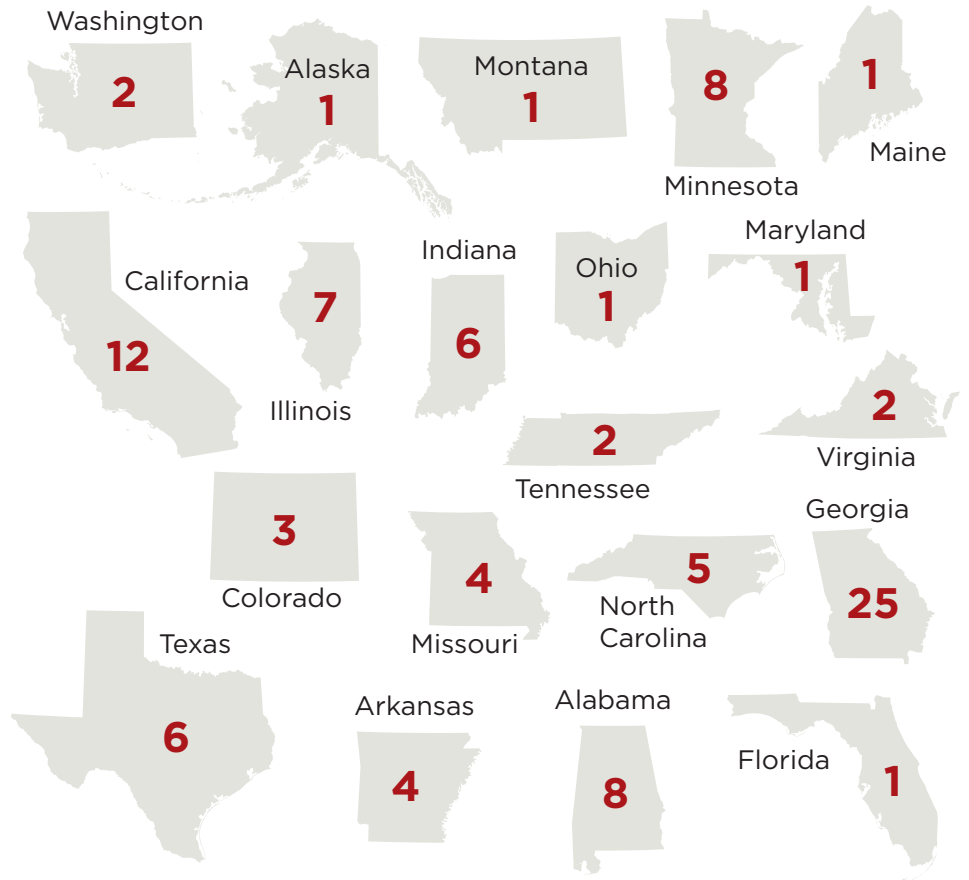 Washington
2
Alaska
1
Montana
1
8
Minnesota
1
Maine
California
12
7
Illinois
Indiana
6
Ohio
1
Maryland
1
2
Tennessee
2
Virginia
3
Colorado
4
Missouri
5
North
Carolina
Georgia
25
Texas
6
Arkansas
4
Alabama
8
Florida
1